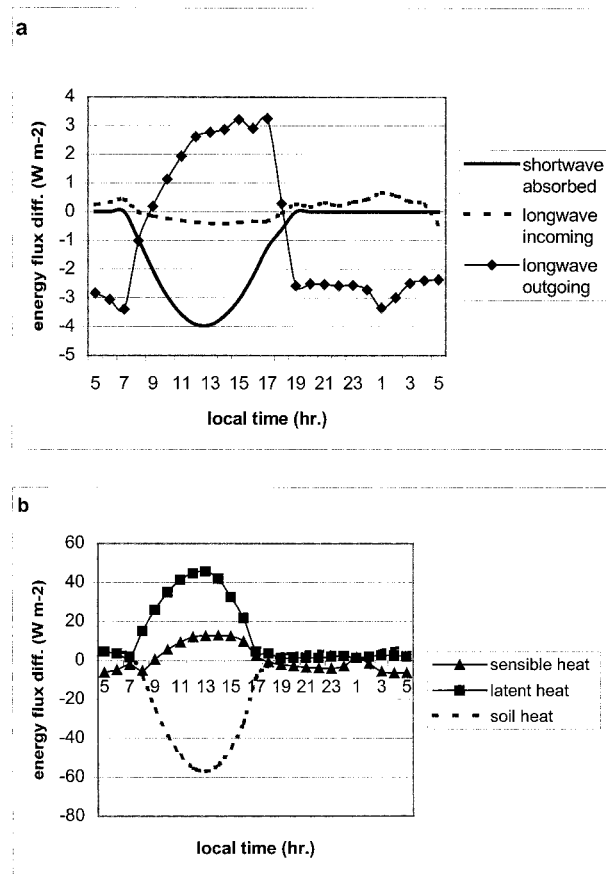 a
4
3
2
1
0
-1
-2
-3
-4
-5
energy flux diff. (W m-2)
5 7 9 11 13 15 17 19 21 23 1 3 5
local time (hr.)
shortwave
absorbed
longwave
incoming
longwave
outgoing
b
60
40
20
0
-20
-40
-60
-80
energy flux diff. (W m-2)
5 7 9 11 13 15 17 19 21 23 1 3 5
local time (hr.)
sensible heat
latent heat
soil heat